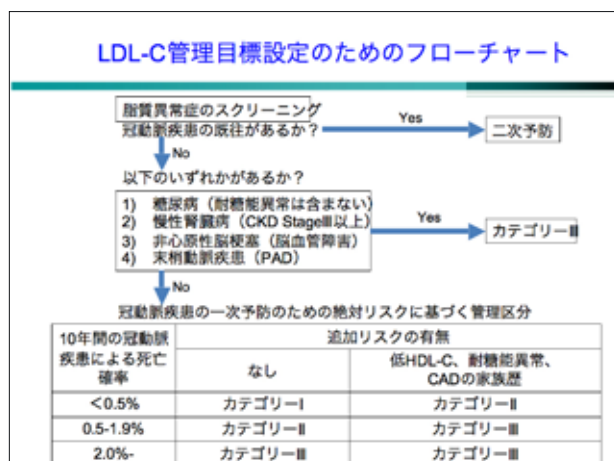 LDL-C管理目標設定のためのフローチャート
脂質異常症のスクリーニング
冠動脈疾患の既往があるか？
Yes
二次予防
No
以下のいずれかがあるか？
1) 糖尿病（耐糖能異常は含まない）
2) 慢性腎臓病（CKD StageⅢ以上）
3) 非心原性脳梗塞（脳血管障害）
4) 末梢動脈疾患（PAD）
Yes
カテゴリーⅢ
No
冠動脈疾患の一次予防のための絶対リスクに基づく管理区分
10年間の冠動脈
疾患による死亡
確率
追加リスクの有無
なし
低HDL-C、耐糖能異常、
CADの家族歴
＜0.5% カテゴリーⅠ カテゴリーⅡ
0.5-1.9% カテゴリーⅡ カテゴリーⅢ
2.0%- カテゴリーⅢ カテゴリーⅢ